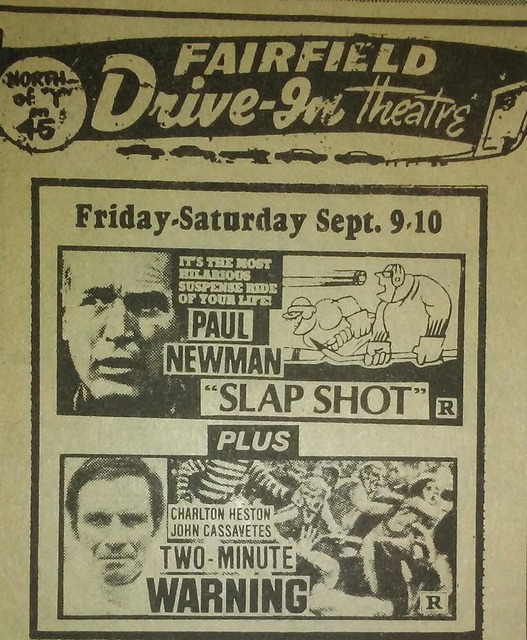 FAIRFIELD
NORTH
of "Y"
on
45
Drive-In Theatre
Friday-Saturday Sept. 9-10
IT'S THE MOST
HILARIOUS
SUSPENSE RIDE
OF YOUR LIFE!
PAUL
NEWMAN
"SLAP SHOT"
R
PLUS
CHARLTON HESTON
JOHN CASSAVETES
TWO-MINUTE
WARNING
R